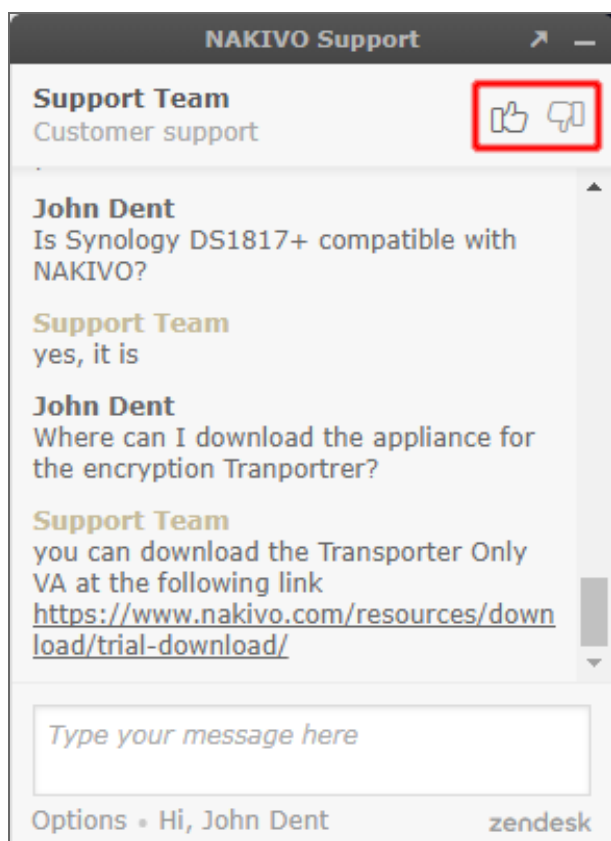 NAKIVO Support
Support Team
Customer support
John Dent
Is Synology DS1817+ compatible with
NAKIVO?
Support Team
yes, it is
John Dent
Where can I download the appliance for
the encryption Tranportrer?
Support Team
you can download the Transporter Only
VA at the following link
https://www.nakivo.com/resources/down
load/trial-download/
Type your message here
Options • Hi, John Dent
zendesk